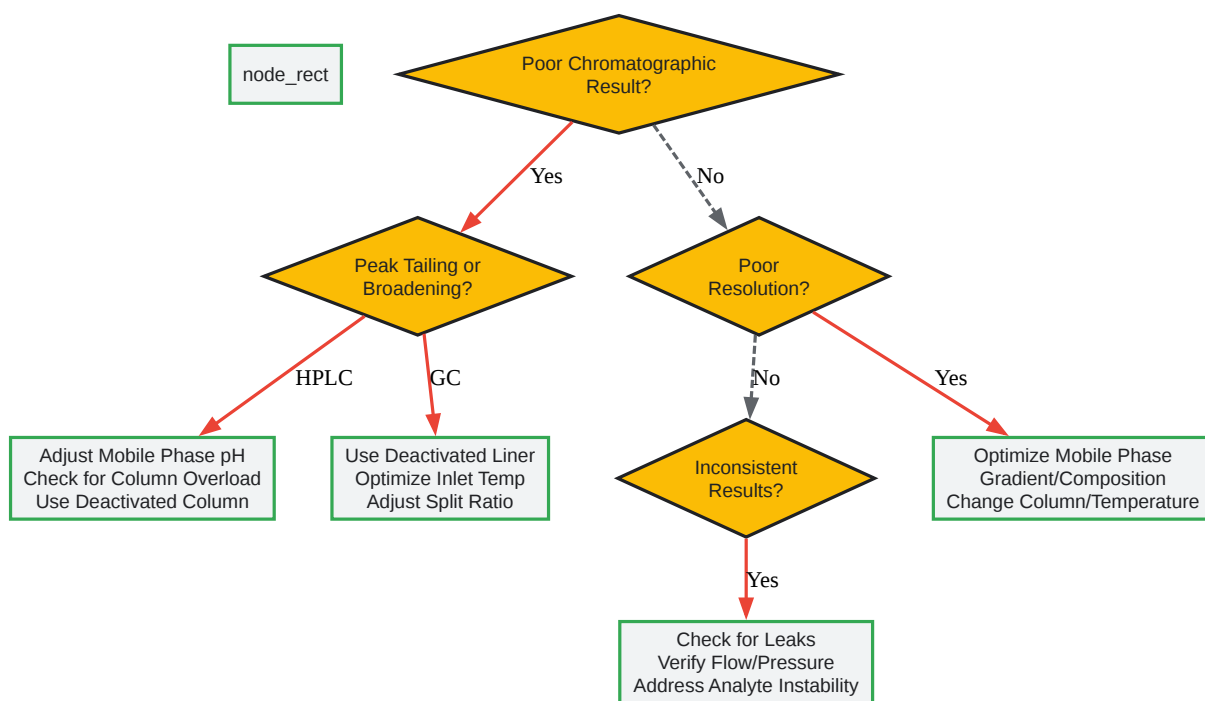 node_rect
Poor Chromatographic
Result?
Yes
No
Peak Tailing or
Broadening?
Poor
Resolution?
HPLC
GC
No
Yes
Adjust Mobile Phase pH
Check for Column Overload
Use Deactivated Column
Use Deactivated Liner
Optimize Inlet Temp
Adjust Split Ratio
Inconsistent
Results?
Optimize Mobile Phase
Gradient/Composition
Change Column/Temperature
Yes
Check for Leaks
Verify Flow/Pressure
Address Analyte Instability